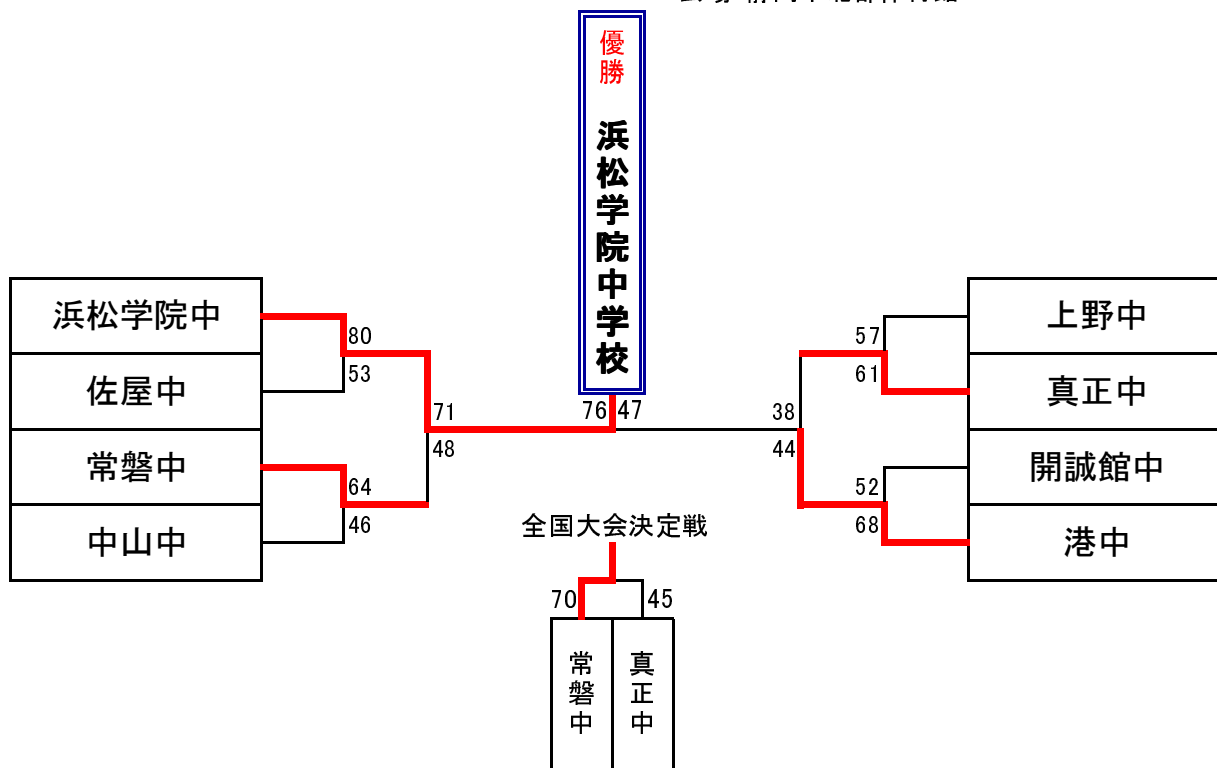 優勝 浜松学院中学校
浜松学院中
佐屋中
常磐中
中山中
80
53
64
46
71
48
76 47
38
44
57
61
52
68
上野中
真正中
開誠館中
港中
全国大会決定戦
70 45
常磐中
真正中